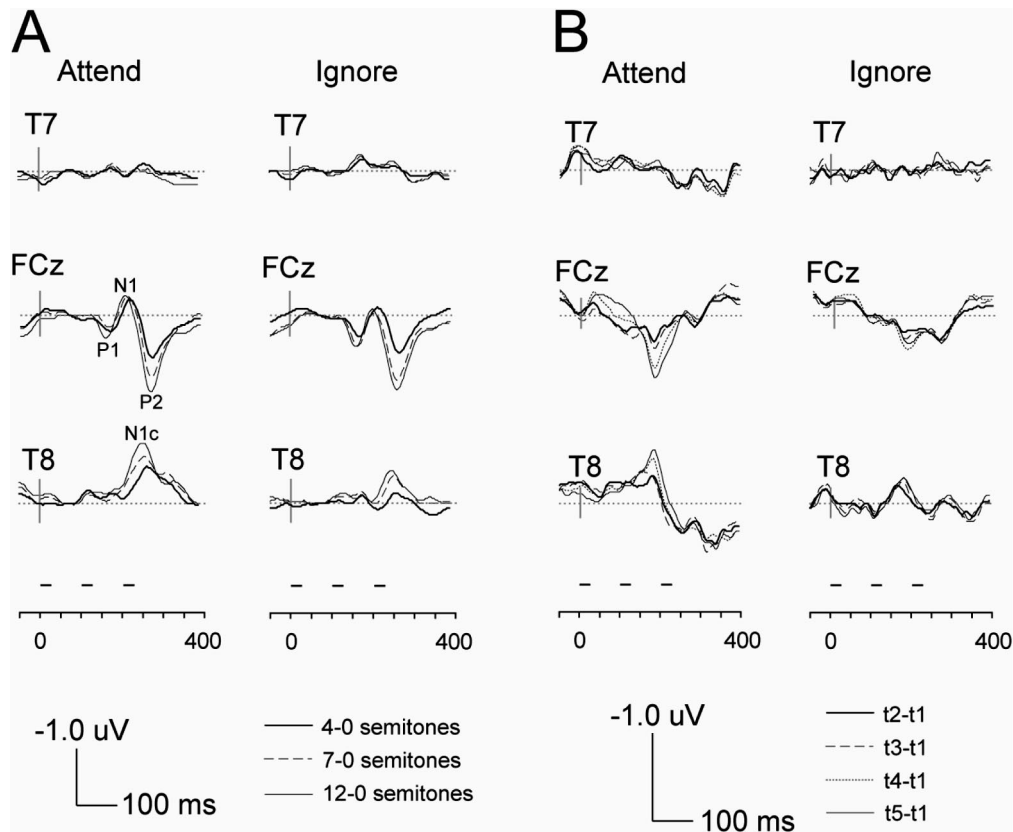 A
Attend
Ignore
T7
T7
FCz
N1
P1
P2
FCz
N1c
T8
T8
0
400
0
400
-1.0 uV
100 ms
4-0 semitones
7-0 semitones
12-0 semitones
B
Attend
Ignore
T7
T7
FCz
FCz
T8
T8
0
400
0
400
-1.0 uV
100 ms
t2-t1
t3-t1
t4-t1
t5-t1